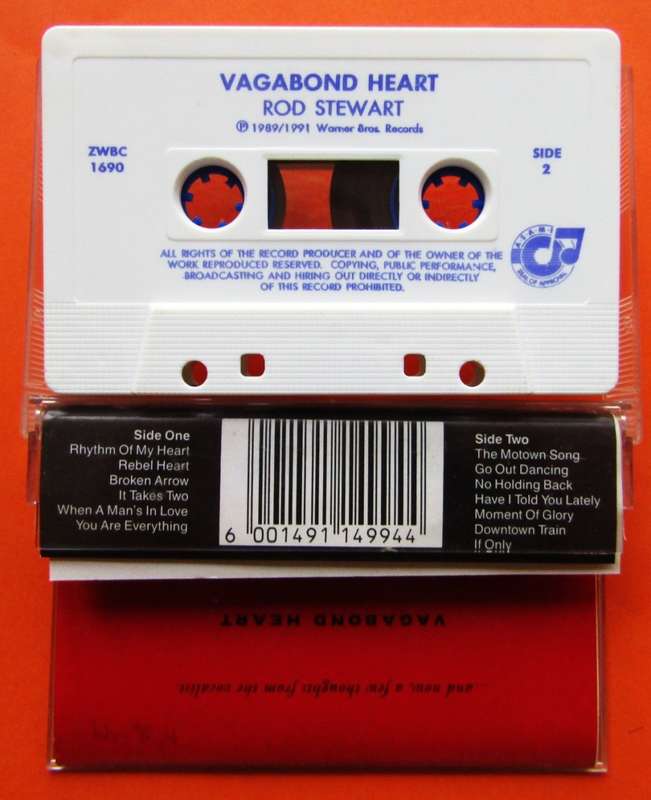 VAGABOND HEART
ROD STEWART
℗ 1989/1991 Warner Bros. Records
ZWBC
1690
SIDE
2
ALL RIGHTS OF THE RECORD PRODUCER AND OF THE OWNER OF THE
WORK REPRODUCED RESERVED. COPYING, PUBLIC PERFORMANCE,
BROADCASTING AND HIRING OUT DIRECTLY OR INDIRECTLY
OF THIS RECORD PROHIBITED.
A·S·A·M·I
SEAL OF APPROVAL
Side One
Rhythm Of My Heart
Rebel Heart
Broken Arrow
It Takes Two
When A Man's In Love
You Are Everything
6 001491 149944
Side Two
The Motown Song
Go Out Dancing
No Holding Back
Have I Told You Lately
Moment Of Glory
Downtown Train
If Only
VAGABOND HEART
...and now, a few thoughts from the vocalist